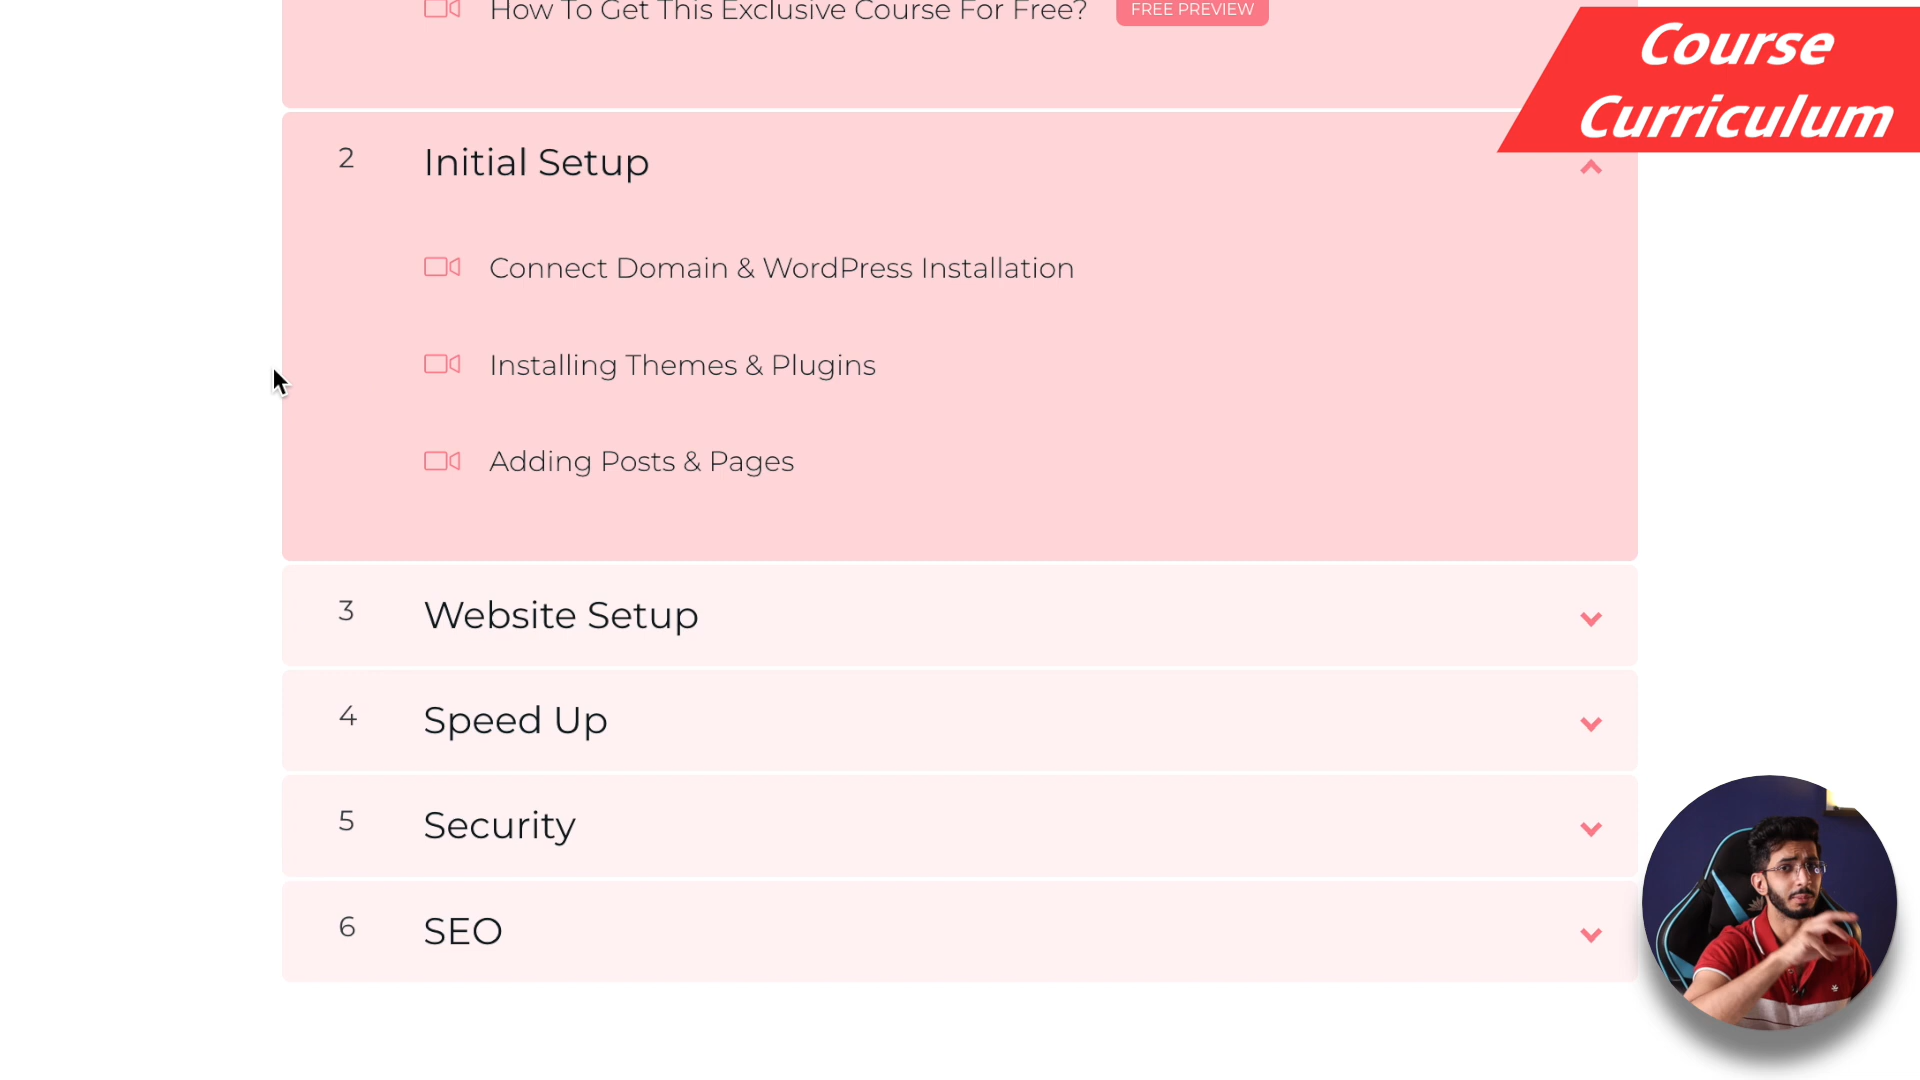 How To Get This Exclusive Course For Free? FREE PREVIEW
Course
Curriculum
2 Initial Setup
Connect Domain & WordPress Installation
Installing Themes & Plugins
Adding Posts & Pages
3 Website Setup
4 Speed Up
5 Security
6 SEO